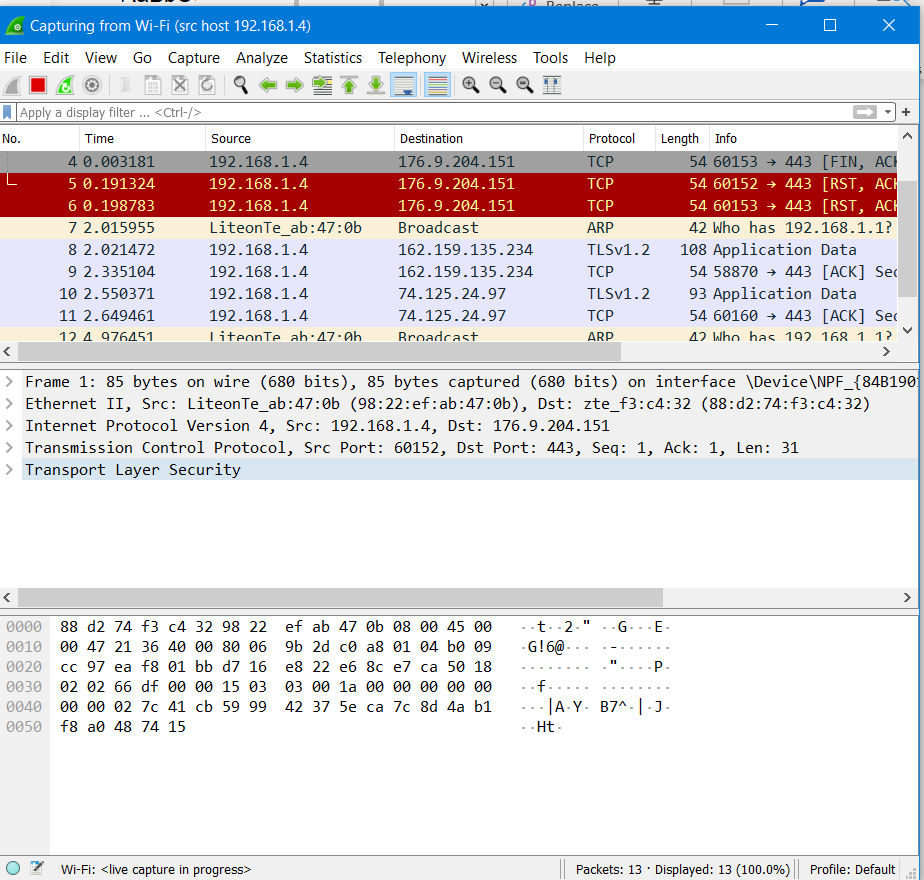 Replace
Capturing from Wi-Fi (src host 192.168.1.4)
File Edit View Go Capture Analyze Statistics Telephony Wireless Tools Help
Apply a display filter ... <Ctrl-/>
No. Time Source Destination Protocol Length Info
4 0.003181 192.168.1.4 176.9.204.151 TCP 54 60153 → 443 [FIN, ACK
5 0.191324 192.168.1.4 176.9.204.151 TCP 54 60152 → 443 [RST, ACK
6 0.198783 192.168.1.4 176.9.204.151 TCP 54 60153 → 443 [RST, ACK
7 2.015955 LiteonTe_ab:47:0b Broadcast ARP 42 Who has 192.168.1.1?
8 2.021472 192.168.1.4 162.159.135.234 TLSv1.2 108 Application Data
9 2.335104 192.168.1.4 162.159.135.234 TCP 54 58870 → 443 [ACK] Sec
10 2.550371 192.168.1.4 74.125.24.97 TLSv1.2 93 Application Data
11 2.649461 192.168.1.4 74.125.24.97 TCP 54 60160 → 443 [ACK] Sec
12 4.976451 LiteonTe_ab:47:0b Broadcast ARP 42 Who has 192.168.1.1?
Frame 1: 85 bytes on wire (680 bits), 85 bytes captured (680 bits) on interface \Device\NPF_{84B190
Ethernet II, Src: LiteonTe_ab:47:0b (98:22:ef:ab:47:0b), Dst: zte_f3:c4:32 (88:d2:74:f3:c4:32)
Internet Protocol Version 4, Src: 192.168.1.4, Dst: 176.9.204.151
Transmission Control Protocol, Src Port: 60152, Dst Port: 443, Seq: 1, Ack: 1, Len: 31
Transport Layer Security
0000 88 d2 74 f3 c4 32 98 22 ef ab 47 0b 08 00 45 00 ··t··2·" ··G···E·
0010 00 47 21 36 40 00 80 06 9b 2d c0 a8 01 04 b0 09 ·G!6@··· ·-······
0020 cc 97 ea f8 01 bb d7 16 e8 22 e6 8c e7 ca 50 18 ········ ·"····P·
0030 02 02 66 df 00 00 15 03 03 00 1a 00 00 00 00 00 ··f····· ········
0040 00 00 02 7c 41 cb 59 99 42 37 5e ca 7c 8d 4a b1 ···|A·Y· B7^·|·J·
0050 f8 a0 48 74 15 ··Ht·
Wi-Fi: <live capture in progress> Packets: 13 · Displayed: 13 (100.0%) Profile: Default